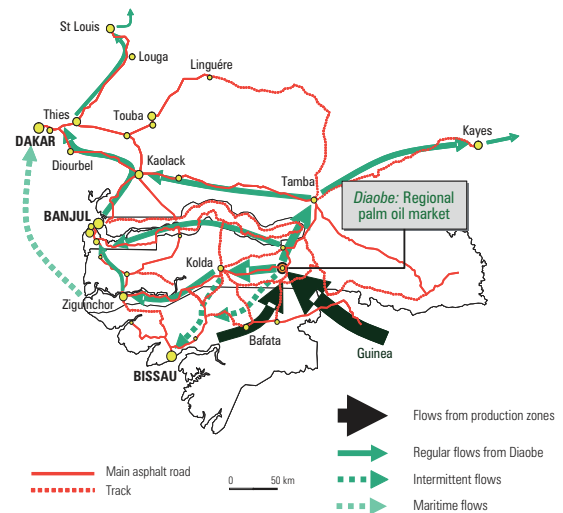 St Louis
Louga
Linguére
Thies
Touba
DAKAR
Kayes
Diourbel
Kaolack
Tamba
Diaobe: Regional
palm oil market
BANJUL
Kolda
Ziguinchor
Bafata
Guinea
BISSAU
Flows from production zones
Regular flows from Diaobe
Main asphalt road
0 50 km
Intermittent flows
Track
Maritime flows